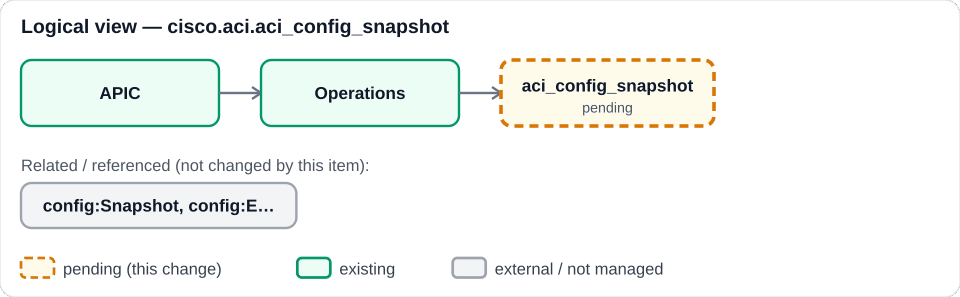 Logical view — cisco.aci.aci_config_snapshot
APIC
Operations
aci_config_snapshot
pending
Related / referenced (not changed by this item):
config:Snapshot, config:E…
pending (this change)
existing
external / not managed